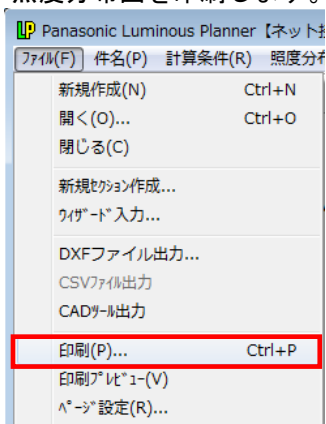 照度分布図を印刷します。
Panasonic Luminous Planner【ネット接
ﾌｧｲﾙ(F) 件名(P) 計算条件(R) 照度分布
新規作成(N) Ctrl+N
開く(O)... Ctrl+O
閉じる(C)
新規ｾｸｼｮﾝ作成...
ｳｨｻﾞｰﾄﾞ入力...
DXFファイル出力...
CSVﾌｧｲﾙ出力
CADﾂｰﾙ出力
印刷(P)... Ctrl+P
印刷ﾌﾟﾚﾋﾞｭｰ(V)
ﾍﾟｰｼﾞ設定(R)...